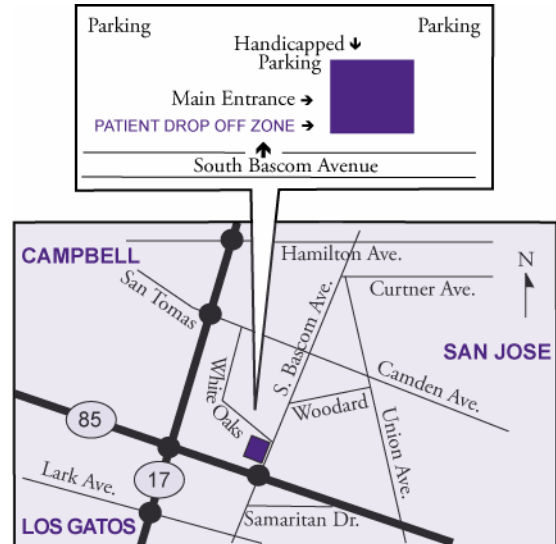 Parking
Parking
Handicapped
Parking
Main Entrance →
PATIENT DROP OFF ZONE →
South Bascom Avenue
CAMPBELL
Hamilton Ave.
N
San Tomas
Curtner Ave.
S. Bascom Ave.
SAN JOSE
White Oaks
Camden Ave.
Woodard
85
Union Ave.
17
Lark Ave.
LOS GATOS
Samaritan Dr.